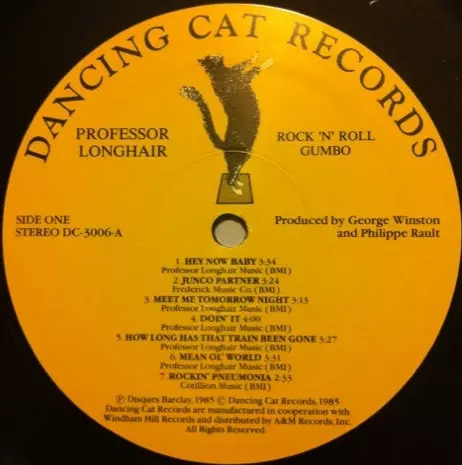 DANCING CAT RECORDS
PROFESSOR
LONGHAIR
ROCK 'N' ROLL
GUMBO
SIDE ONE
STEREO DC-3006-A
Produced by George Winston
and Philippe Rault
1. HEY NOW BABY 3:34
Professor Longhair Music (BMI)
2. JUNCO PARTNER 3:24
Frederick Music Co. (BMI)
3. MEET ME TOMORROW NIGHT 3:13
Professor Longhair Music (BMI)
4. DOIN' IT 4:00
Professor Longhair Music (BMI)
5. HOW LONG HAS THAT TRAIN BEEN GONE 3:27
Professor Longhair Music (BMI)
6. MEAN OL' WORLD 3:31
Professor Longhair Music (BMI)
7. ROCKIN' PNEUMONIA 2:33
Cotillion Music (BMI)
℗ Disques Barclay, 1985 © Dancing Cat Records, 1985
Dancing Cat Records are manufactured in cooperation with
Windham Hill Records and distributed by A&M Records, Inc.
All Rights Reserved.